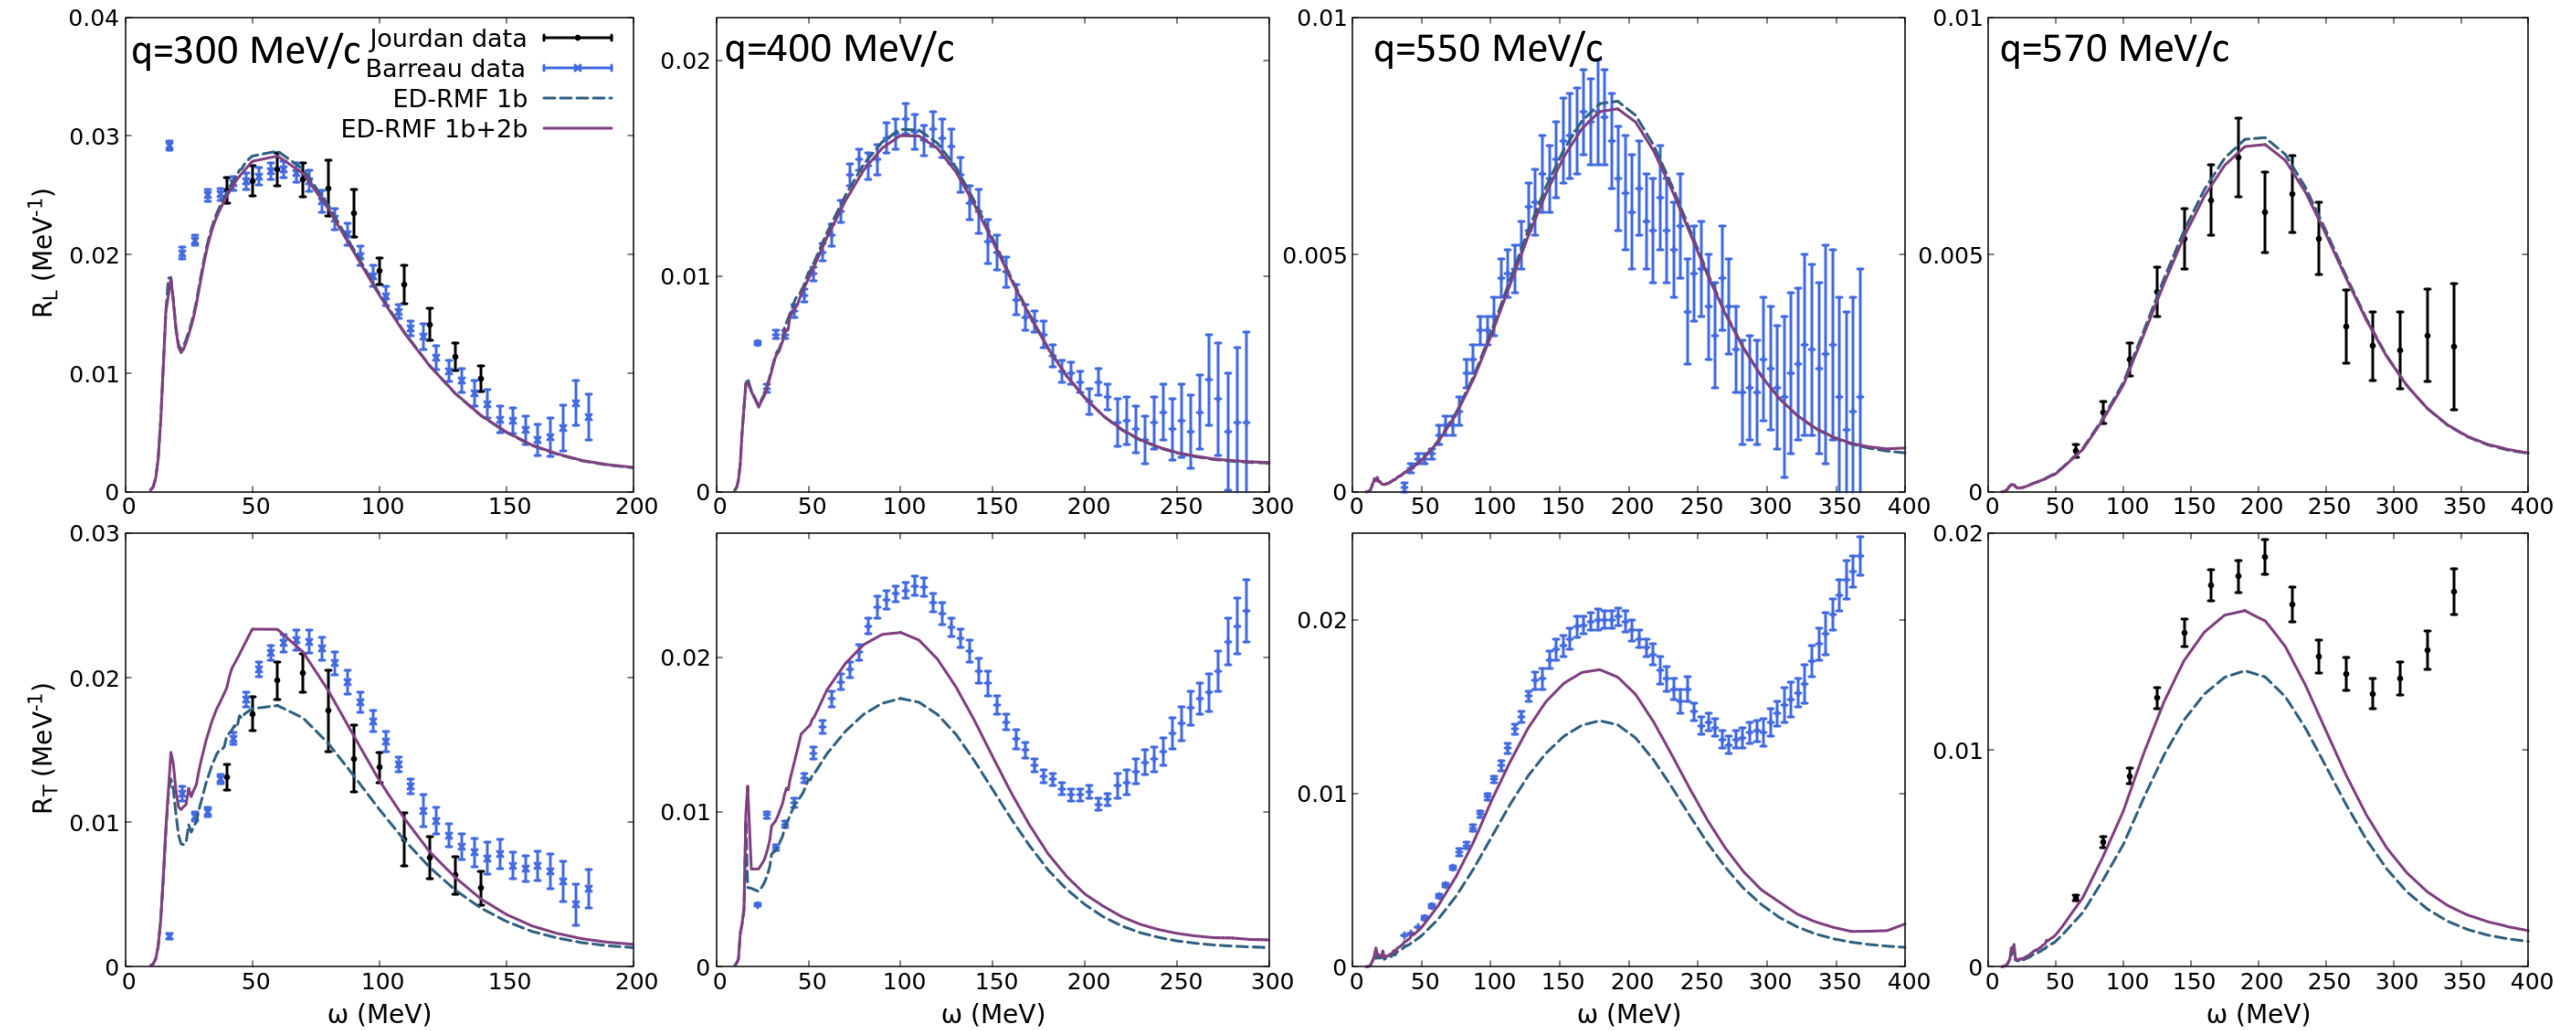 q=300 MeV/c
Jourdan data
Barreau data
ED-RMF 1b
ED-RMF 1b+2b
R_L (MeV^-1)
0.04
0.03
0.02
0.01
0
0 50 100 150 200
q=400 MeV/c
0.02
0.01
0
0 50 100 150 200 250 300
q=550 MeV/c
0.01
0.005
0
0 50 100 150 200 250 300 350 400
q=570 MeV/c
0.01
0.005
0
0 50 100 150 200 250 300 350 400
R_T (MeV^-1)
0.03
0.02
0.01
0
0 50 100 150 200
ω (MeV)
0.02
0.01
0
0 50 100 150 200 250 300
ω (MeV)
0.02
0.01
0
0 50 100 150 200 250 300 350 400
ω (MeV)
0.02
0.01
0
0 50 100 150 200 250 300 350 400
ω (MeV)